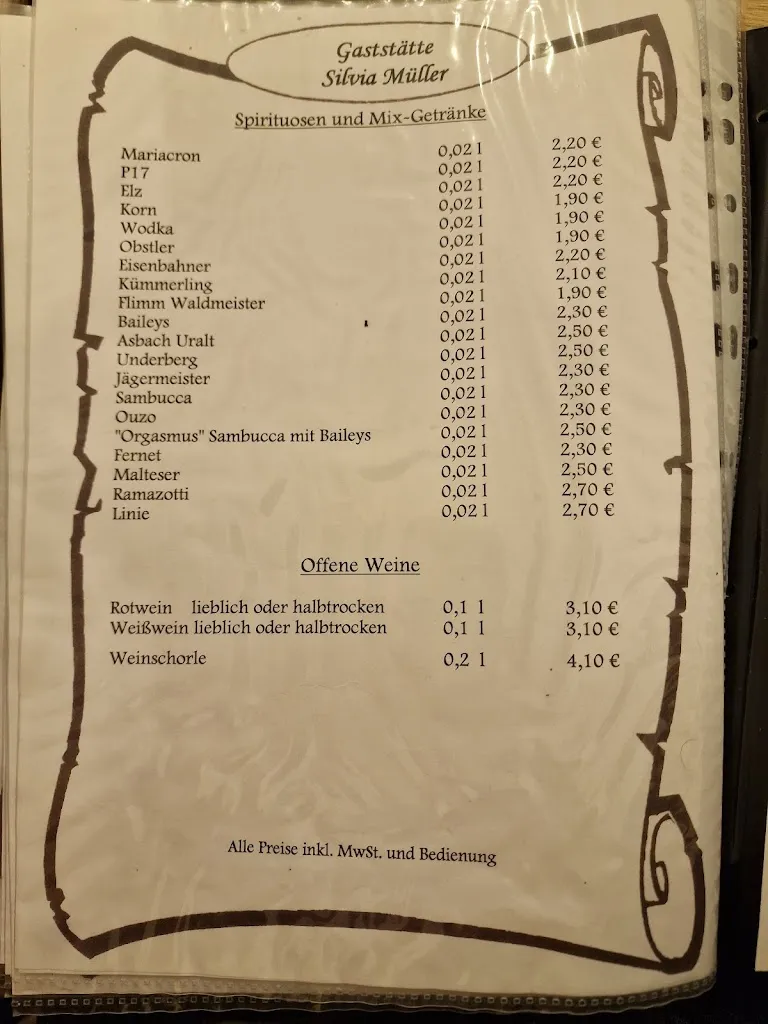 Gaststätte
Silvia Müller
Spirituosen und Mix-Getränke
Mariacron 0,02 l 2,20 €
P17 0,02 l 2,20 €
Elz 0,02 l 2,20 €
Korn 0,02 l 1,90 €
Wodka 0,02 l 1,90 €
Obstler 0,02 l 1,90 €
Eisenbahner 0,02 l 2,20 €
Kümmerling 0,02 l 2,10 €
Flimm Waldmeister 0,02 l 1,90 €
Baileys 0,02 l 2,30 €
Asbach Uralt 0,02 l 2,50 €
Underberg 0,02 l 2,50 €
Jägermeister 0,02 l 2,30 €
Sambucca 0,02 l 2,30 €
Ouzo 0,02 l 2,30 €
"Orgasmus" Sambucca mit Baileys 0,02 l 2,50 €
Fernet 0,02 l 2,30 €
Malteser 0,02 l 2,50 €
Ramazotti 0,02 l 2,70 €
Linie 0,02 l 2,70 €
Offene Weine
Rotwein lieblich oder halbtrocken 0,1 l 3,10 €
Weißwein lieblich oder halbtrocken 0,1 l 3,10 €
Weinschorle 0,2 l 4,10 €
Alle Preise inkl. MwSt. und Bedienung